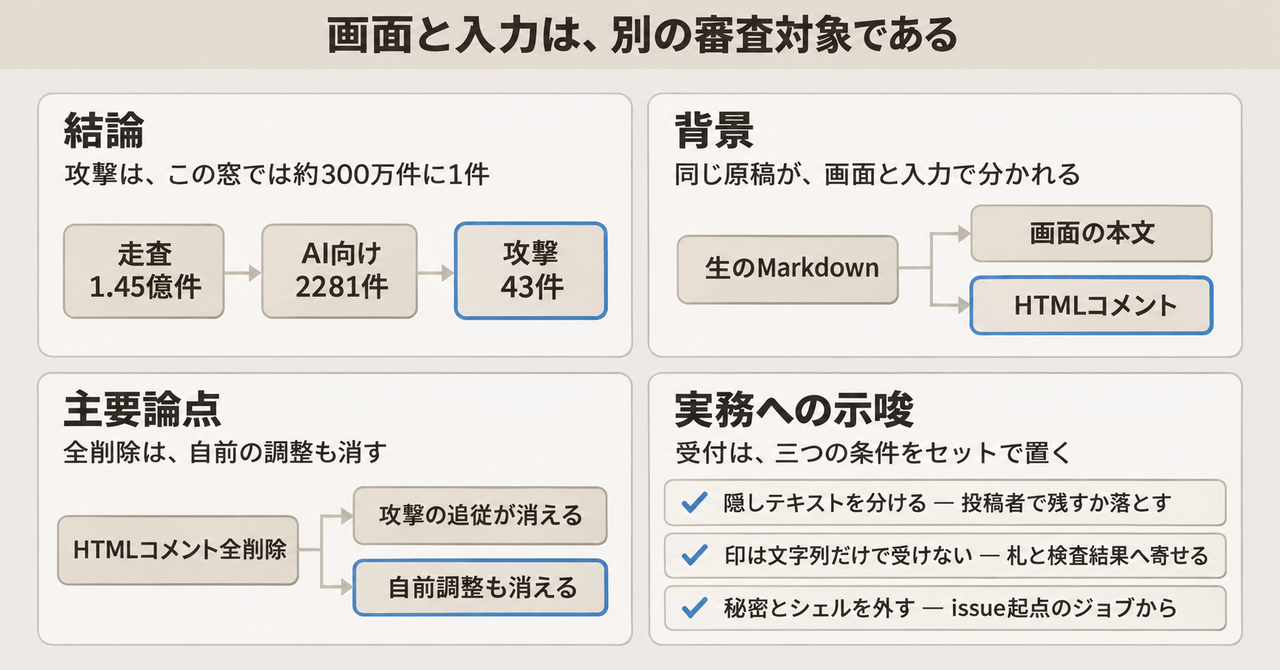 画面と入力は、別の審査対象である
結論
攻撃は、この窓では約300万件に1件
走査
1.45億件
AI向け
2281件
攻撃
43件
背景
同じ原稿が、画面と入力で分かれる
生のMarkdown
画面の本文
HTMLコメント
主要論点
全削除は、自前の調整も消す
HTMLコメント全削除
攻撃の追従が消える
自前調整も消える
実務への示唆
受付は、三つの条件をセットで置く
隠しテキストを分ける — 投稿者で残すか落とす
印は文字列だけで受けない — 札と検査結果へ寄せる
秘密とシェルを外す — issue起点のジョブから